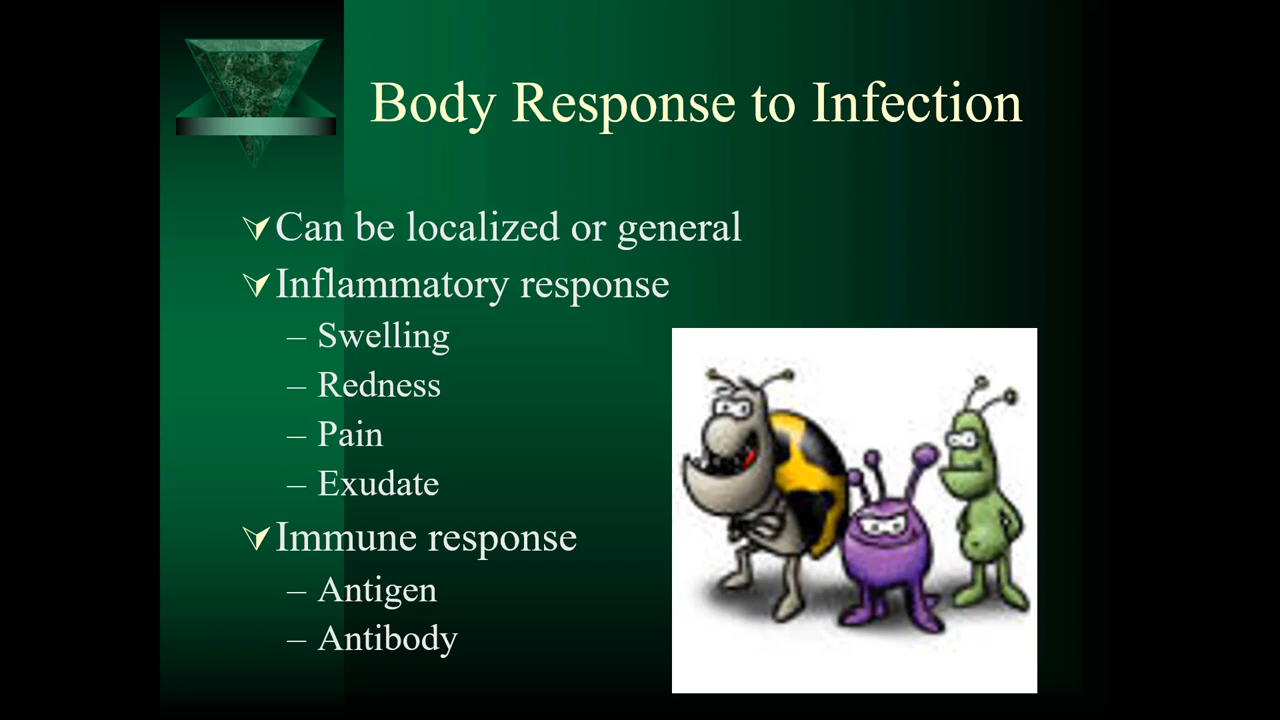 Body Response to Infection
Can be localized or general
Inflammatory response
– Swelling
– Redness
– Pain
– Exudate
Immune response
– Antigen
– Antibody